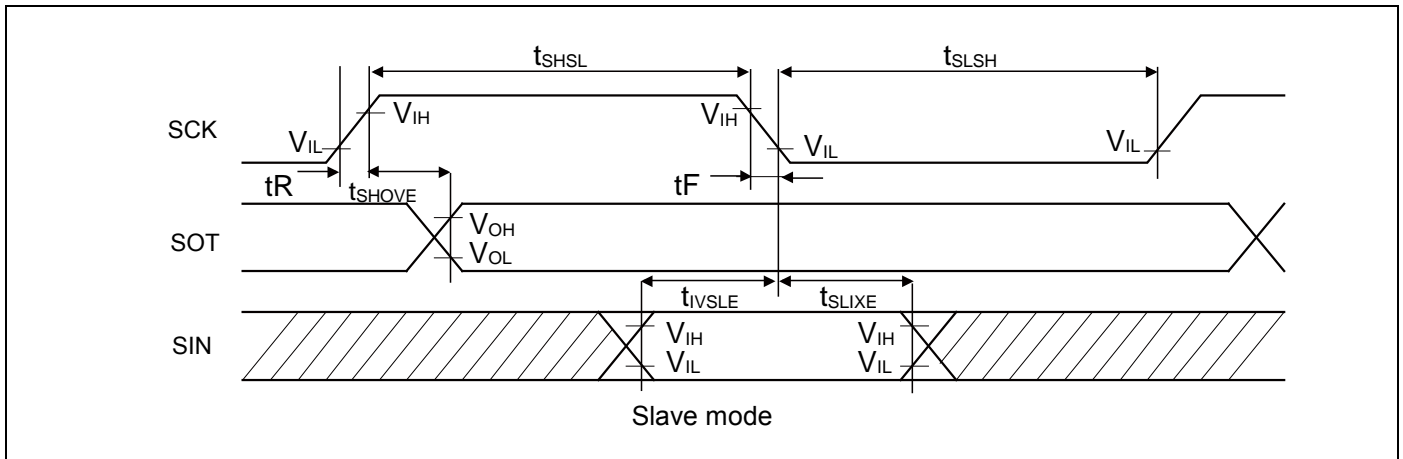 tSHSL
tSLSH
SCK
VIH
VIH
VIL
VIL
VIL
tR
tSHOVE
tF
SOT
VOH
VOL
tIVSLE
tSLIXE
SIN
VIH
VIH
VIL
VIL
Slave mode